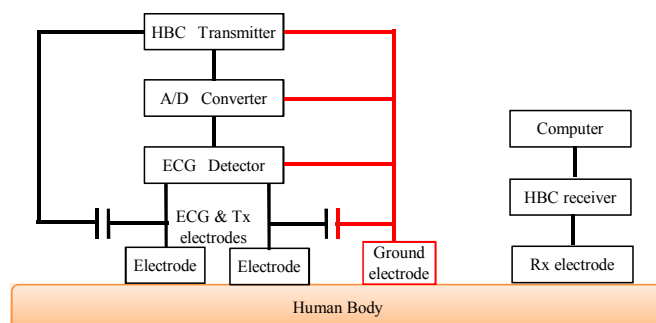 HBC Transmitter
A/D Converter
ECG Detector
ECG & Tx
electrodes
Electrode
Electrode
Ground
electrode
Computer
HBC receiver
Rx electrode
Human Body